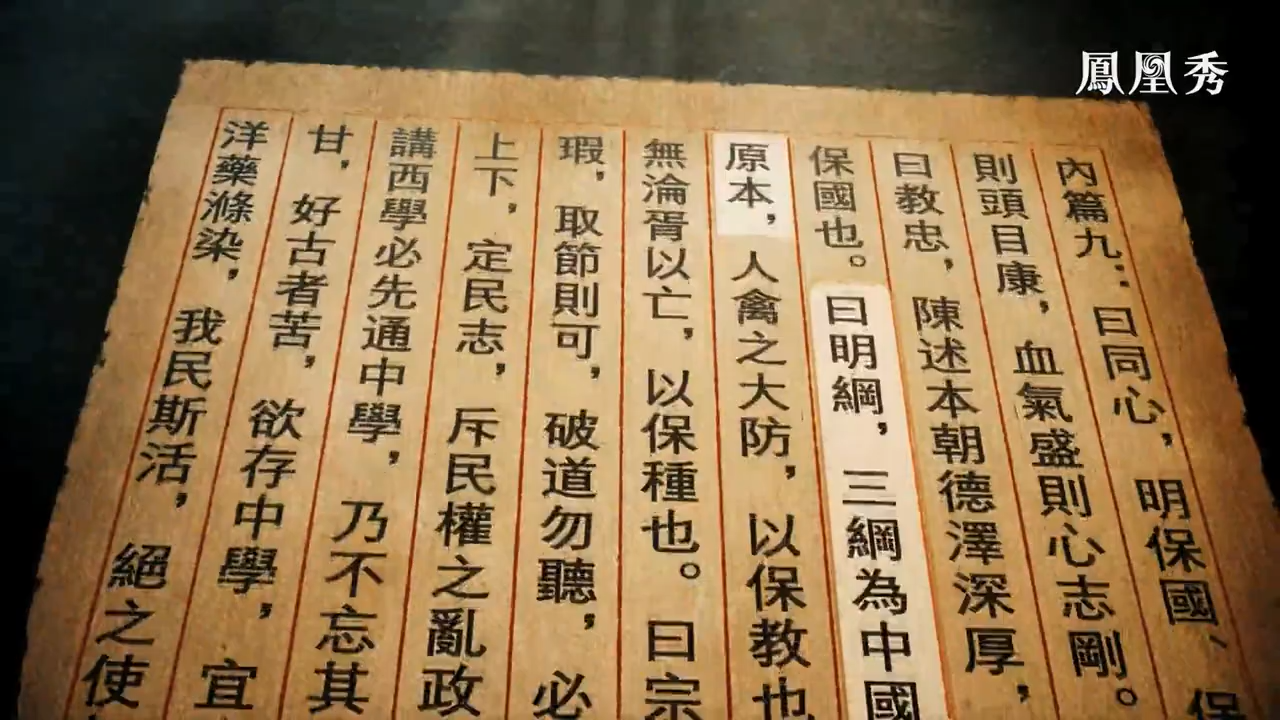 鳳凰秀
內篇九：曰同心，明保國、保
則頭目康，血氣盛則心志剛。
曰教忠，陳述本朝德澤深厚，
保國也。曰明綱，三綱為中國
原本，人禽之大防，以保教也
無淪胥以亡，以保種也。曰宗
瑕，取節則可，破道勿聽，必
上下，定民志，斥民權之亂政
講西學必先通中學，乃不忘其
甘，好古者苦，欲存中學，宜
洋藥滌染，我民斯活，絕之使